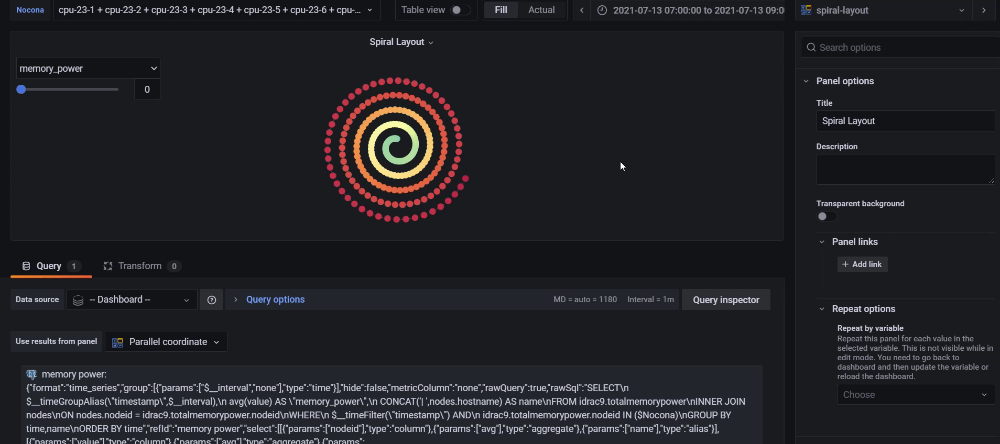 Nocona cpu-23-1 + cpu-23-2 + cpu-23-3 + cpu-23-4 + cpu-23-5 + cpu-23-6 + cpu-... Table view Fill Actual 2021-07-13 07:00:00 to 2021-07-13 09:0
spiral-layout
Spiral Layout
memory_power
0
Query 1 Transform 0
Data source -- Dashboard -- Query options MD = auto = 1180 Interval = 1m Query inspector
Use results from panel Parallel coordinate
memory power:
{"format":"time_series","group":[{"params":["$__interval","none"],"type":"time"}],"hide":false,"metricColumn":"none","rawQuery":true,"rawSql":"SELECT\n
$__timeGroupAlias(\"timestamp\",$__interval),\n avg(value) AS \"memory_power\",\n CONCAT('| ',nodes.hostname) AS name\nFROM idrac9.totalmemorypower\nINNER JOIN
nodes\nON nodes.nodeid = idrac9.totalmemorypower.nodeid\nWHERE\n $__timeFilter(\"timestamp\") AND\n idrac9.totalmemorypower.nodeid IN ($Nocona)\nGROUP BY
time,name\nORDER BY time","refId":"memory power","select":[[{"params":["nodeid"],"type":"column"},{"params":["avg"],"type":"aggregate"},{"params":["name"],"type":"alias"}],
[{"params":["value"],"type":"column"},{"params":["avg"],"type":"aggregate"},{"params":
Search options
Panel options
Title
Spiral Layout
Description
Transparent background
Panel links
+ Add link
Repeat options
Repeat by variable
Repeat this panel for each value in the
selected variable. This is not visible while in
edit mode. You need to go back to
dashboard and then update the variable or
reload the dashboard.
Choose